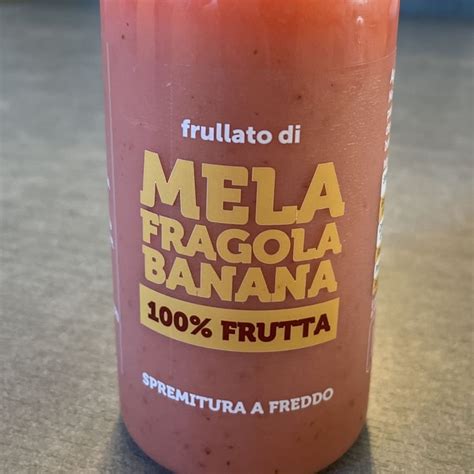 frullato di
MELA
FRAGOLA
BANANA
100% FRUTTA
SPREMITURA A FREDDO